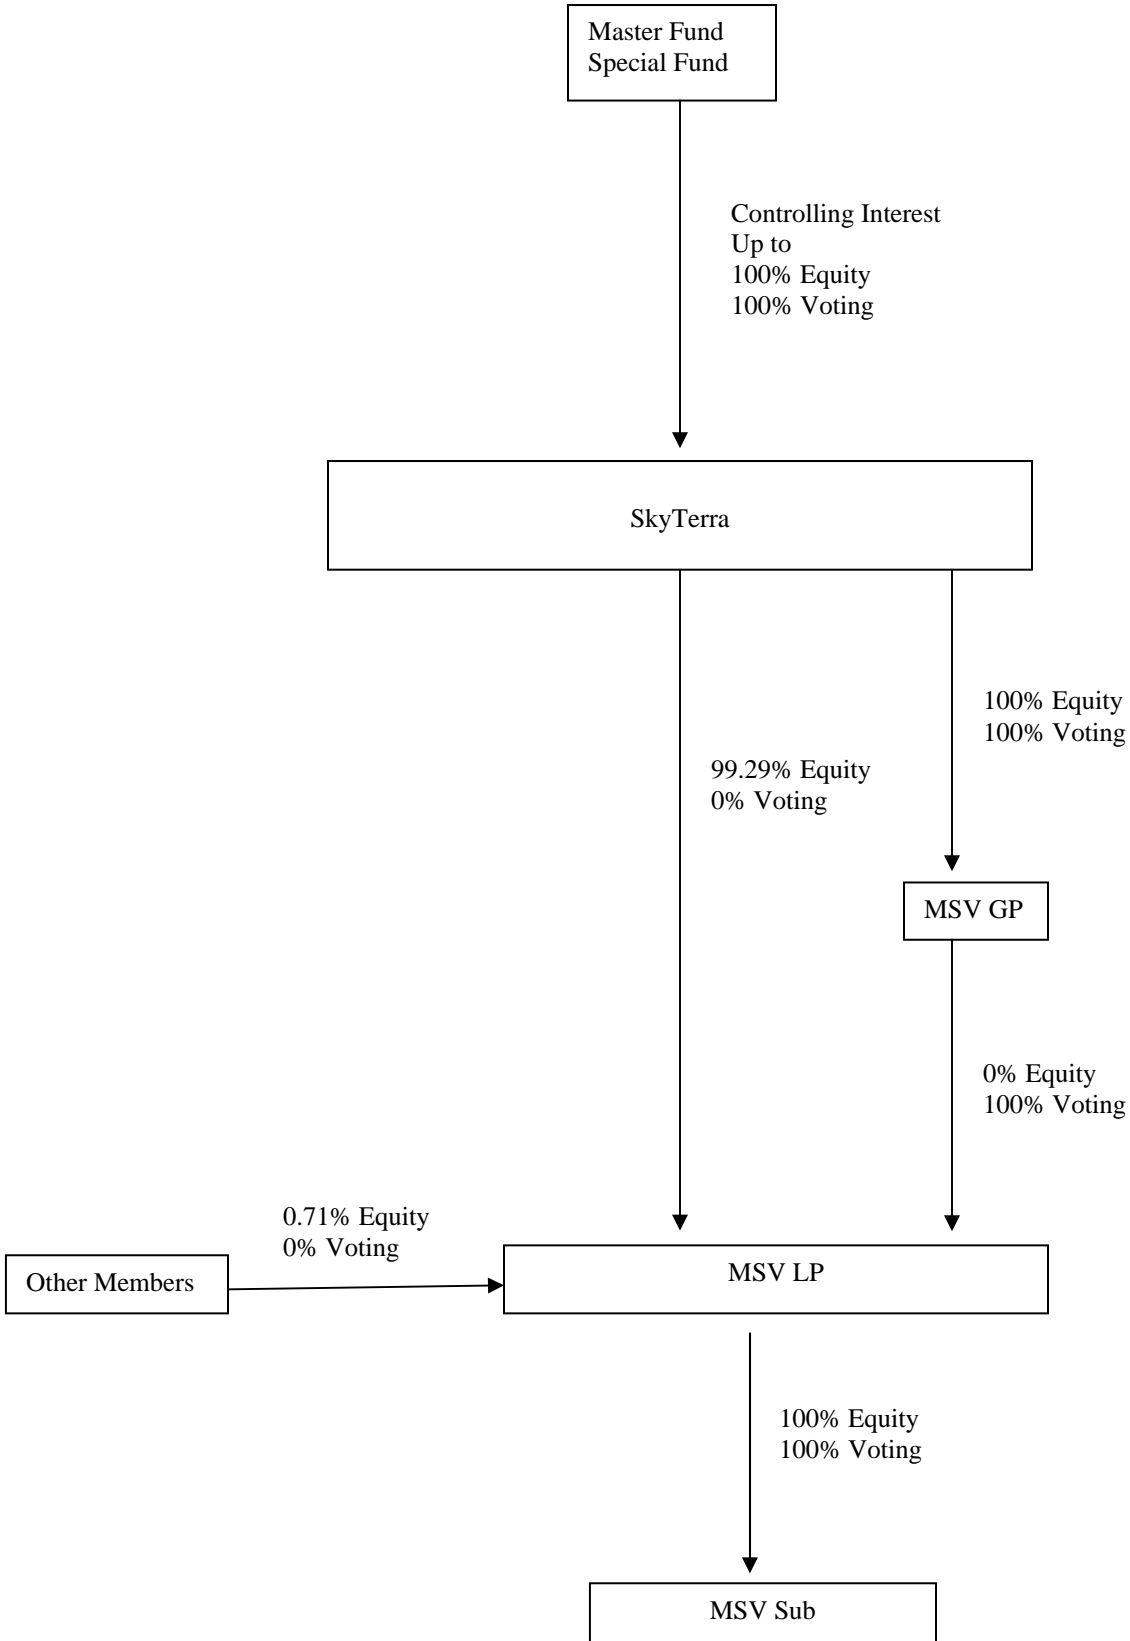 Master Fund
Special Fund
Controlling Interest
Up to
100% Equity
100% Voting
SkyTerra
100% Equity
100% Voting
99.29% Equity
0% Voting
MSV GP
0% Equity
100% Voting
0.71% Equity
0% Voting
Other Members
MSV LP
100% Equity
100% Voting
MSV Sub